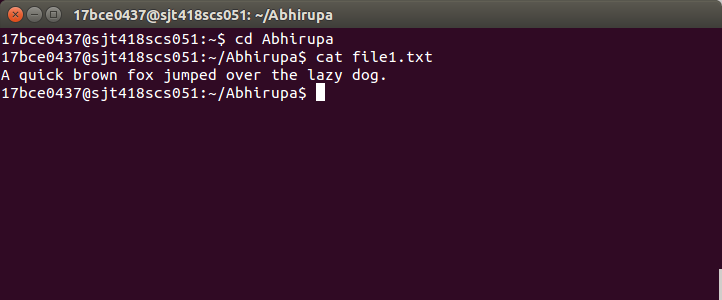 17bce0437@sjt418scs051: ~/Abhirupa
17bce0437@sjt418scs051:~$ cd Abhirupa
17bce0437@sjt418scs051:~/Abhirupa$ cat file1.txt
A quick brown fox jumped over the lazy dog.
17bce0437@sjt418scs051:~/Abhirupa$